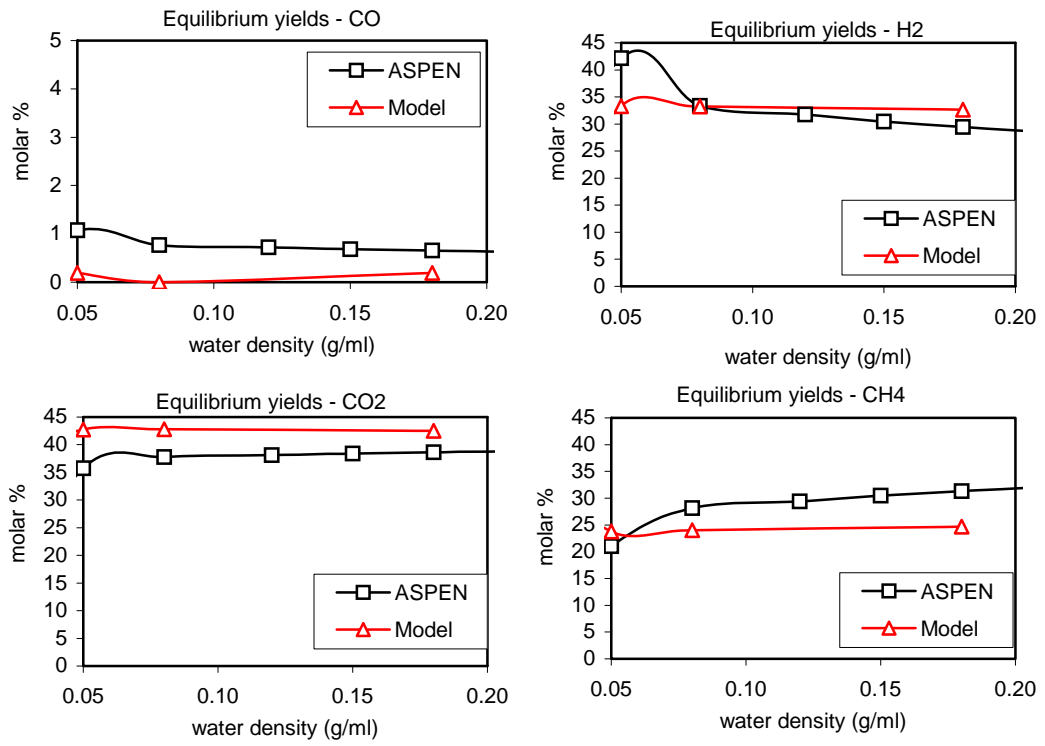 Equilibrium yields - CO
5
4
3
2
1
0
molar %
ASPEN
Model
0.05 0.10 0.15 0.20
water density (g/ml)
Equilibrium yields - H2
45
40
35
30
25
20
15
10
5
0
molar %
ASPEN
Model
0.05 0.10 0.15 0.20
water density (g/ml)
Equilibrium yields - CO2
45
40
35
30
25
20
15
10
5
0
molar %
ASPEN
Model
0.05 0.10 0.15 0.20
water density (g/ml)
Equilibrium yields - CH4
45
40
35
30
25
20
15
10
5
0
molar %
ASPEN
Model
0.05 0.10 0.15 0.20
water density (g/ml)